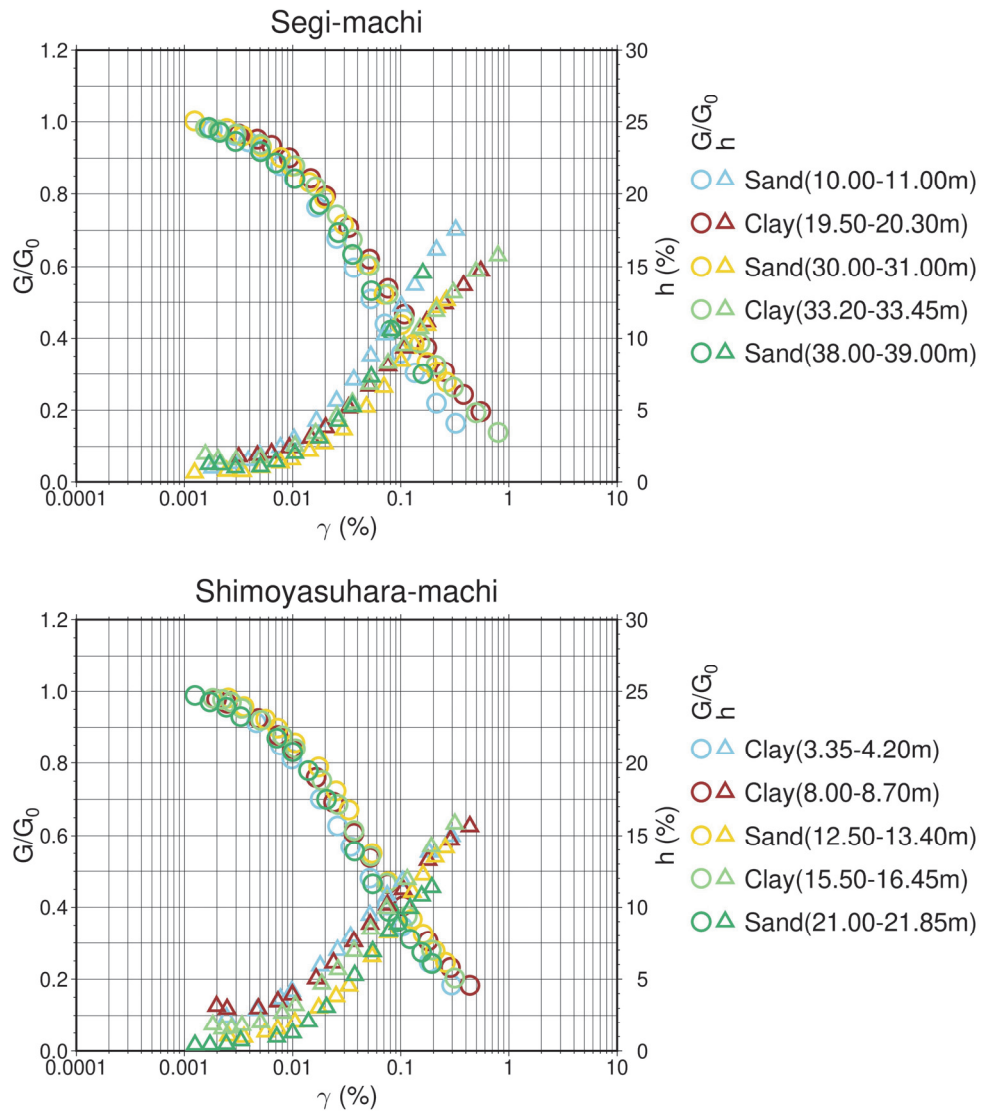 Segi-machi
1.2
1.0
0.8
0.6
0.4
0.2
0.0
G/G0
30
25
20
15
10
5
0
h (%)
0.0001 0.001 0.01 0.1 1 10
γ (%)
G/G0
h
Sand(10.00-11.00m)
Clay(19.50-20.30m)
Sand(30.00-31.00m)
Clay(33.20-33.45m)
Sand(38.00-39.00m)
Shimoyasuhara-machi
1.2
1.0
0.8
0.6
0.4
0.2
0.0
G/G0
30
25
20
15
10
5
0
h (%)
0.0001 0.001 0.01 0.1 1 10
γ (%)
G/G0
h
Clay(3.35-4.20m)
Clay(8.00-8.70m)
Sand(12.50-13.40m)
Clay(15.50-16.45m)
Sand(21.00-21.85m)